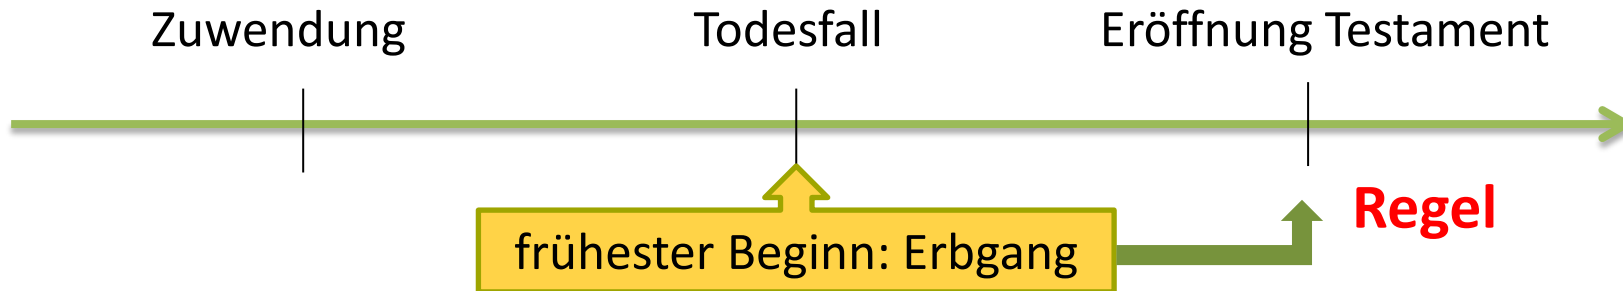 Zuwendung
Todesfall
Eröffnung Testament
Regel
frühester Beginn: Erbgang